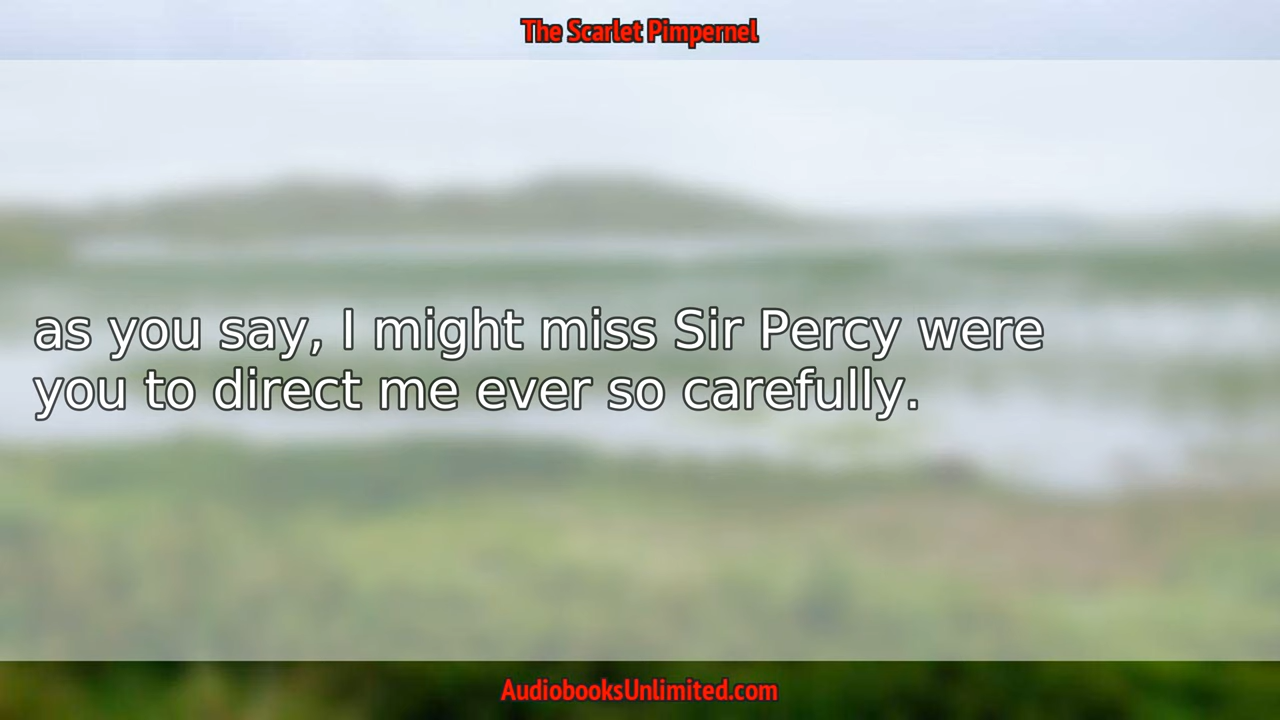 The Scarlet Pimpernel
as you say, I might miss Sir Percy were
you to direct me ever so carefully.
AudiobooksUnlimited.com